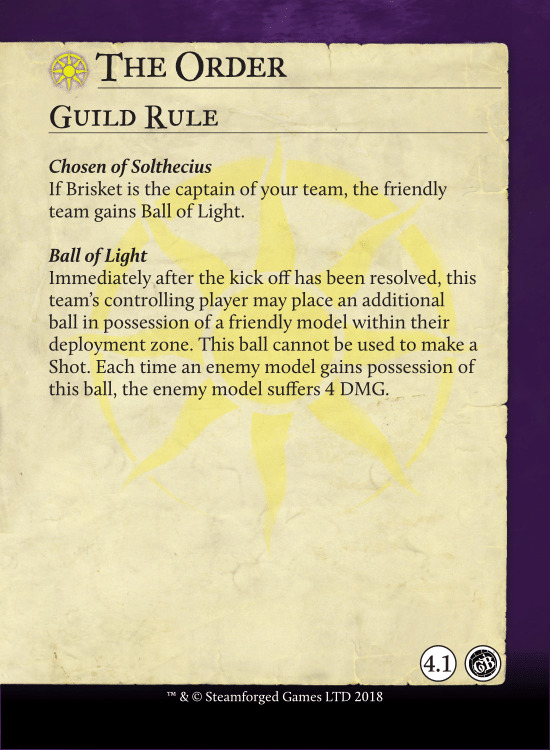 The Order
Guild Rule
Chosen of Solthecius
If Brisket is the captain of your team, the friendly
team gains Ball of Light.
Ball of Light
Immediately after the kick off has been resolved, this
team's controlling player may place an additional
ball in possession of a friendly model within their
deployment zone. This ball cannot be used to make a
Shot. Each time an enemy model gains possession of
this ball, the enemy model suffers 4 DMG.
4.1
GB
™ & © Steamforged Games LTD 2018